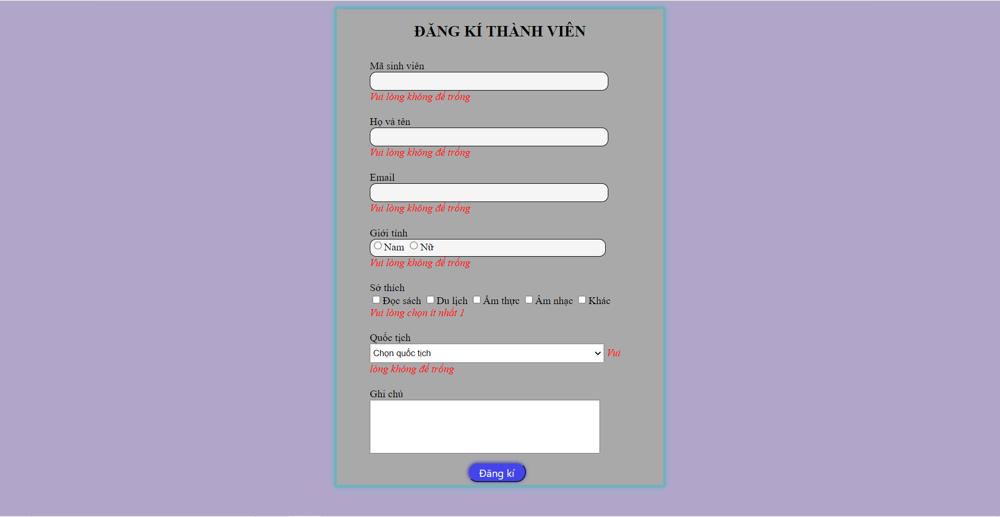 ĐĂNG KÍ THÀNH VIÊN
Mã sinh viên
Vui lòng không để trống
Họ và tên
Vui lòng không để trống
Email
Vui lòng không để trống
Giới tính
Nam Nữ
Vui lòng không để trống
Sở thích
Đọc sách Du lịch Ẩm thực Âm nhạc Khác
Vui lòng chọn ít nhất 1
Quốc tịch
Chọn quốc tịch Vui
lòng không để trống
Ghi chú
Đăng kí